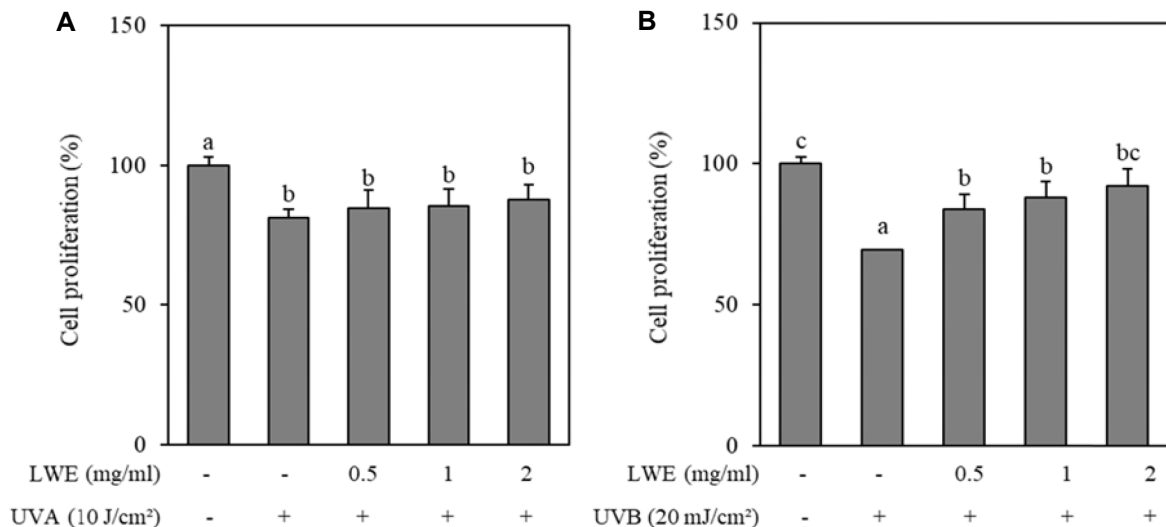 A
150
100
50
0
Cell proliferation (%)
a
b
b
b
b
LWE (mg/ml) - - 0.5 1 2
UVA (10 J/cm²) - + + + +
B
150
100
50
0
Cell proliferation (%)
c
a
b
b
bc
LWE (mg/ml) - - 0.5 1 2
UVB (20 mJ/cm²) - + + + +